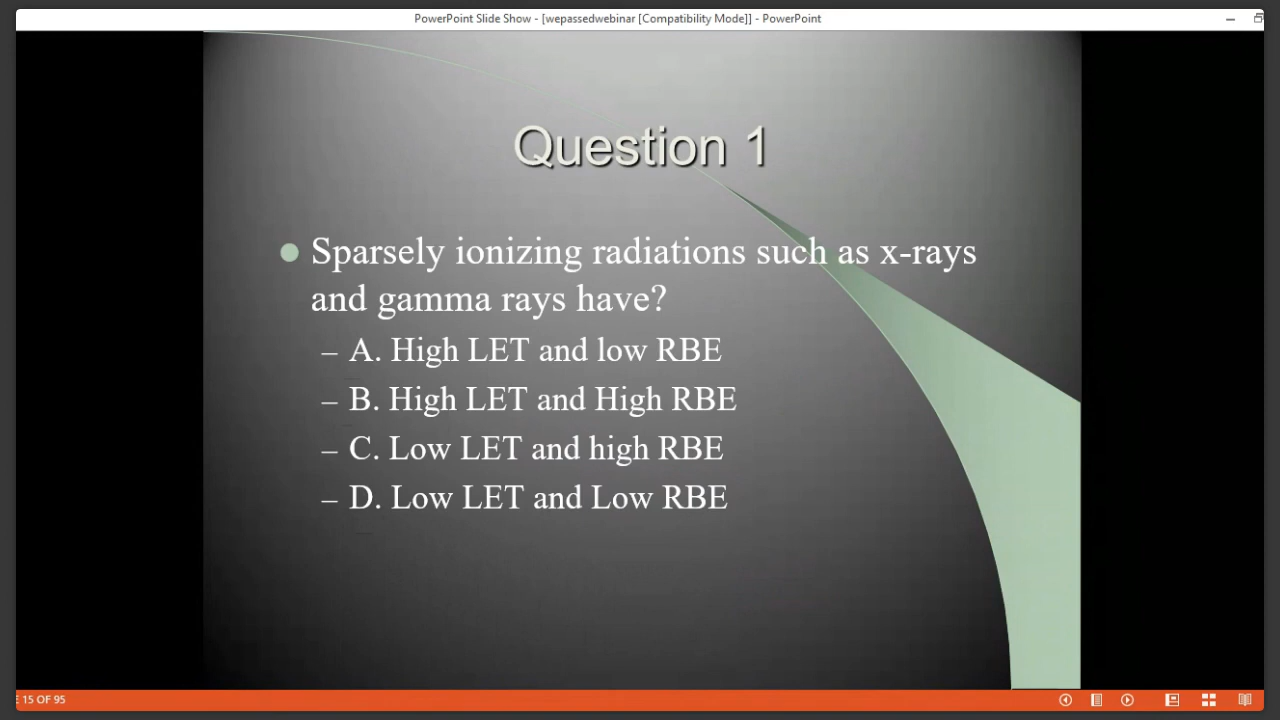 PowerPoint Slide Show - [wepassedwebinar [Compatibility Mode]] - PowerPoint
Question 1
Sparsely ionizing radiations such as x-rays
and gamma rays have?
– A. High LET and low RBE
– B. High LET and High RBE
– C. Low LET and high RBE
– D. Low LET and Low RBE
E 15 OF 95